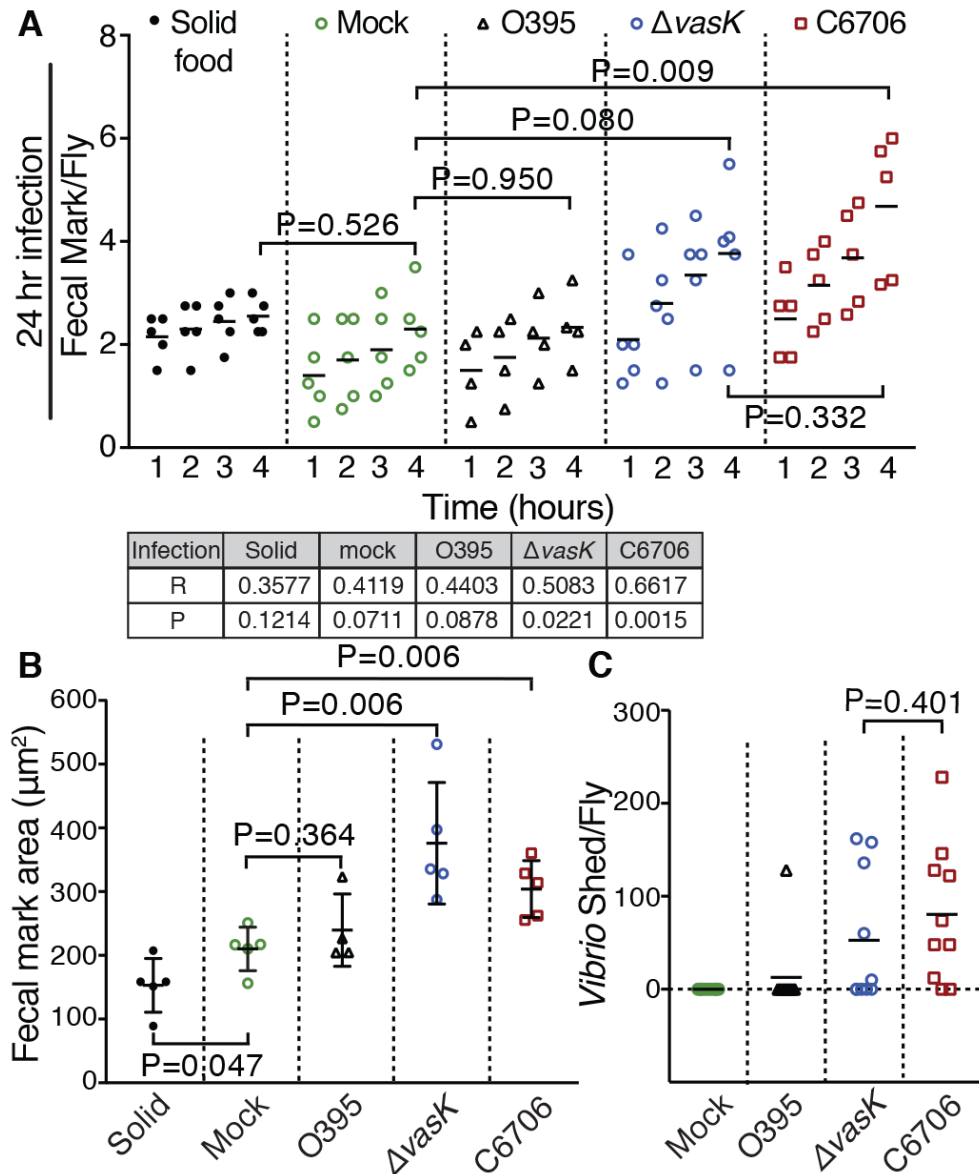 A
Solid food
Mock
O395
ΔvasK
C6706
24 hr infection
Fecal Mark/Fly
8
6
4
2
0
P=0.009
P=0.080
P=0.950
P=0.526
P=0.332
1 2 3 4 1 2 3 4 1 2 3 4 1 2 3 4 1 2 3 4
Time (hours)
Infection Solid mock O395 ΔvasK C6706
R 0.3577 0.4119 0.4403 0.5083 0.6617
P 0.1214 0.0711 0.0878 0.0221 0.0015
B
Fecal mark area (µm²)
600
500
400
300
200
100
0
P=0.006
P=0.006
P=0.364
P=0.047
Solid
Mock
O395
ΔvasK
C6706
C
Vibrio Shed/Fly
300
200
100
0
P=0.401
Mock
O395
ΔvasK
C6706